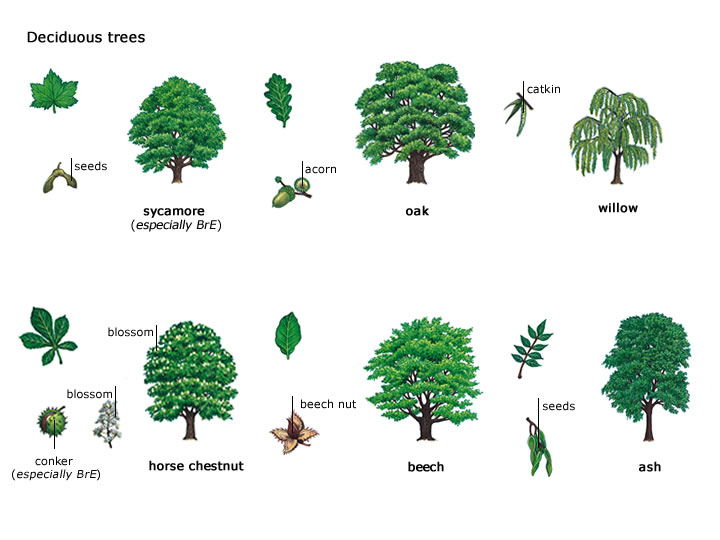 Deciduous trees
seeds
sycamore
(especially BrE)
acorn
oak
catkin
willow
blossom
blossom
conker
(especially BrE)
horse chestnut
beech nut
beech
seeds
ash